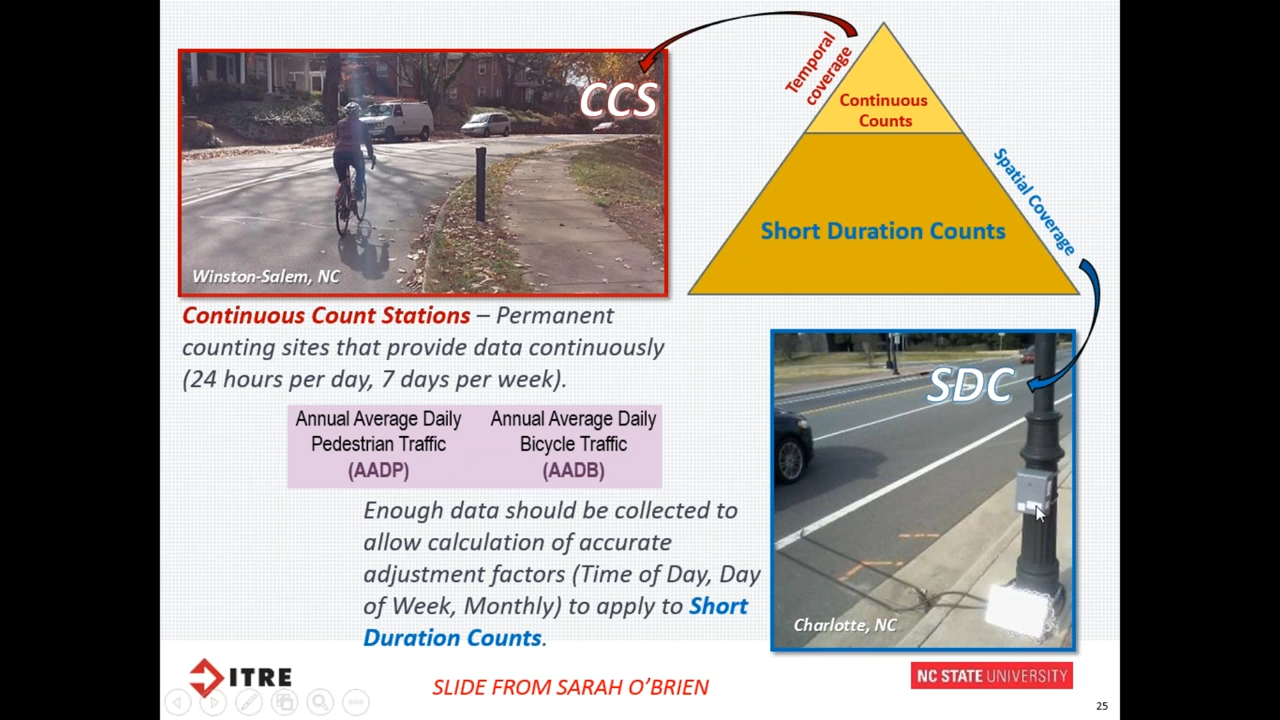 CCS
Winston-Salem, NC
Temporal
coverage
Continuous
Counts
Spatial Coverage
Short Duration Counts
Continuous Count Stations – Permanent
counting sites that provide data continuously
(24 hours per day, 7 days per week).
Annual Average Daily
Pedestrian Traffic
(AADP)
Annual Average Daily
Bicycle Traffic
(AADB)
Enough data should be collected to
allow calculation of accurate
adjustment factors (Time of Day, Day
of Week, Monthly) to apply to Short
Duration Counts.
SDC
Charlotte, NC
ITRE
SLIDE FROM SARAH O’BRIEN
NC STATE UNIVERSITY
25